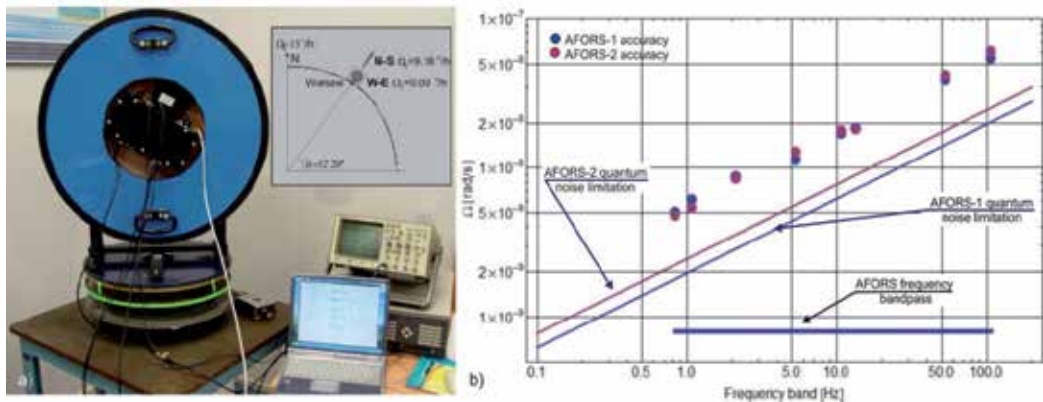 N
N-S
Warsaw
W-E
a)
b)
1×10⁻⁷
5×10⁻⁸
2×10⁻⁸
1×10⁻⁸
5×10⁻⁹
2×10⁻⁹
1×10⁻⁹
Ω [rad/s]
AFORS-1 accuracy
AFORS-2 accuracy
AFORS-2 quantum
noise limitation
AFORS-1 quantum
noise limitation
AFORS frequency
bandpass
0.1 0.5 1.0 5.0 10.0 50.0 100.0
Frequency band [Hz]